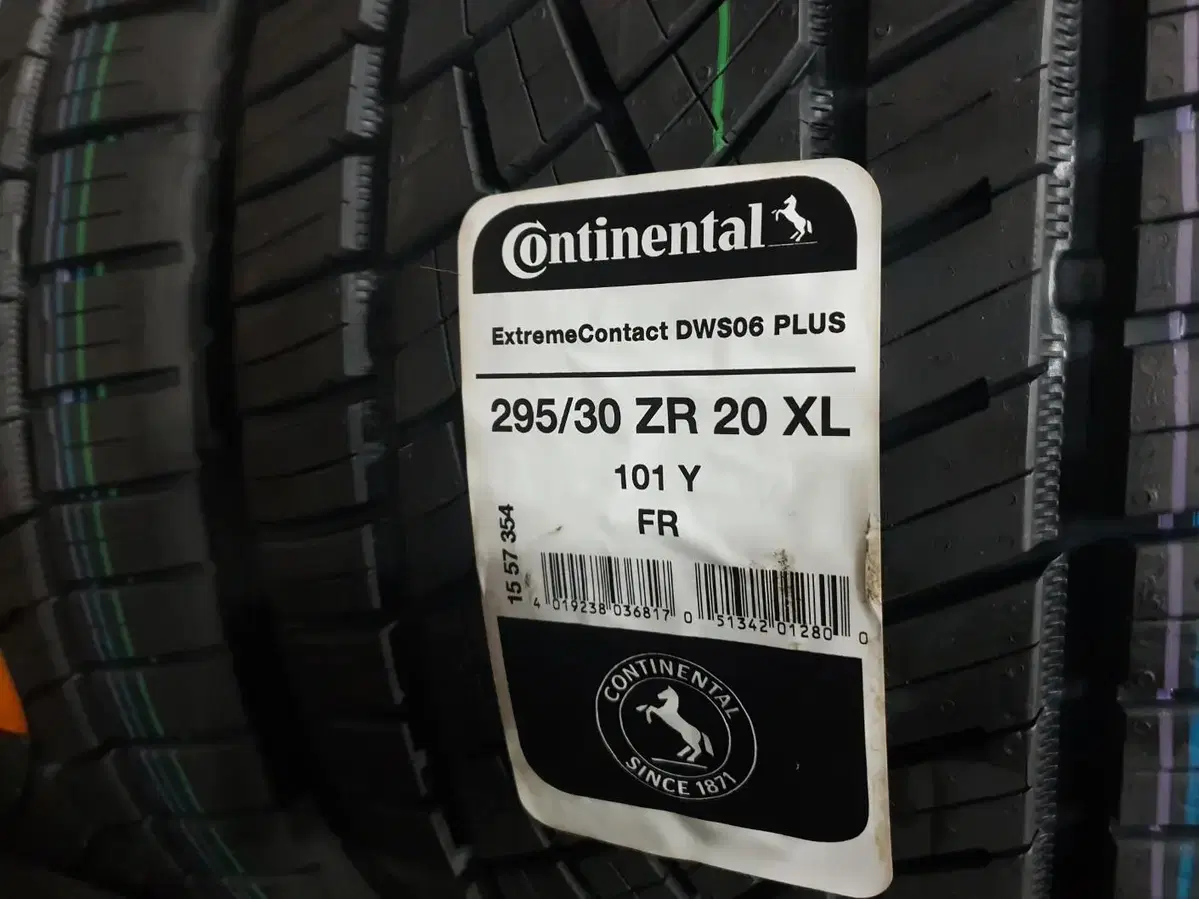 Continental
ExtremeContact DWS06 PLUS
295/30 ZR 20 XL
101 Y
FR
15 57 354
4 019238 036817
0 51342 01280 0
CONTINENTAL
SINCE 1871